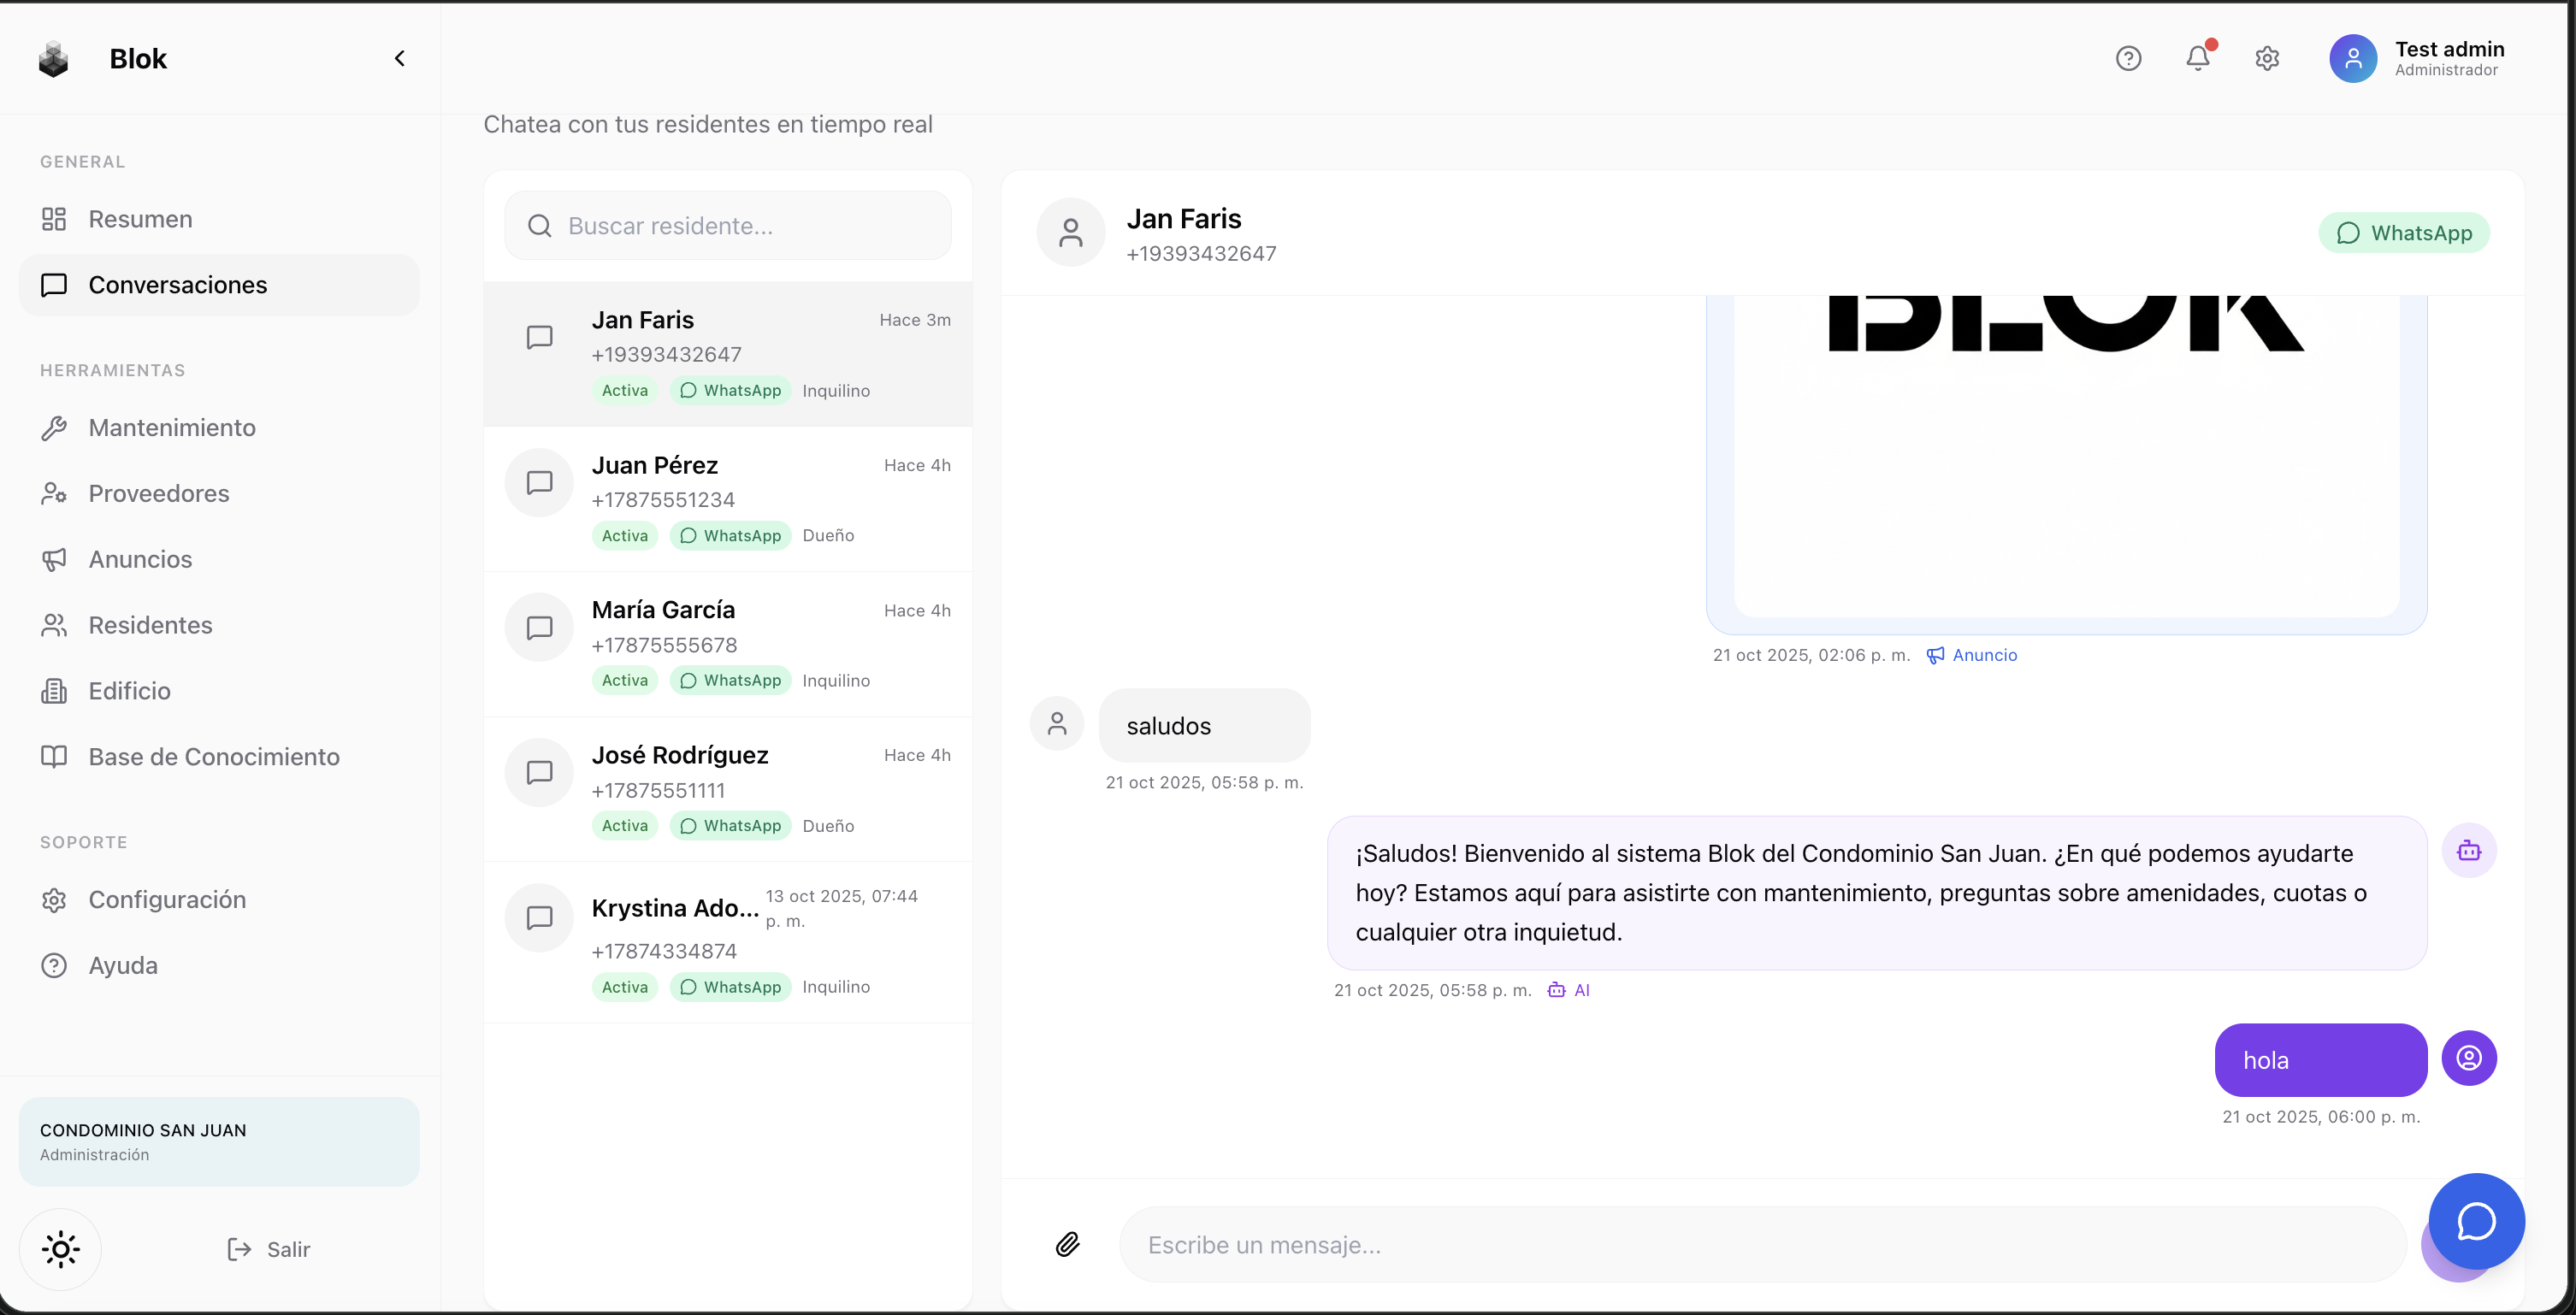 Blok
Test admin
Administrador
Chatea con tus residentes en tiempo real
GENERAL
Resumen
Conversaciones
HERRAMIENTAS
Mantenimiento
Proveedores
Anuncios
Residentes
Edificio
Base de Conocimiento
SOPORTE
Configuración
Ayuda
CONDOMINIO SAN JUAN
Administración
Salir
Buscar residente...
Jan Faris
Hace 3m
+19393432647
Activa WhatsApp Inquilino
Juan Pérez
Hace 4h
+17875551234
Activa WhatsApp Dueño
María García
Hace 4h
+17875555678
Activa WhatsApp Inquilino
José Rodríguez
Hace 4h
+17875551111
Activa WhatsApp Dueño
Krystina Ado...
13 oct 2025, 07:44
p. m.
+17874334874
Activa WhatsApp Inquilino
Jan Faris
+19393432647
WhatsApp
BLOK
21 oct 2025, 02:06 p. m. Anuncio
saludos
21 oct 2025, 05:58 p. m.
¡Saludos! Bienvenido al sistema Blok del Condominio San Juan. ¿En qué podemos ayudarte
hoy? Estamos aquí para asistirte con mantenimiento, preguntas sobre amenidades, cuotas o
cualquier otra inquietud.
21 oct 2025, 05:58 p. m. AI
hola
21 oct 2025, 06:00 p. m.
Escribe un mensaje...